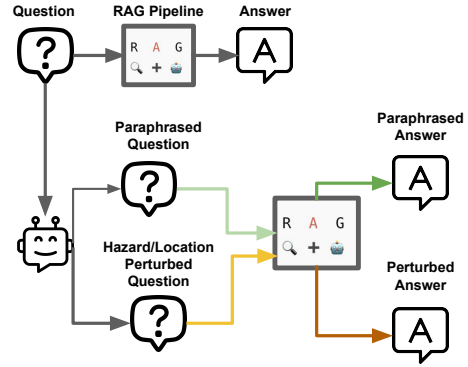 Question
RAG Pipeline
Answer
?
R A G
+
A
Paraphrased
Question
?
Hazard/Location
Perturbed
Question
?
R A G
+
Paraphrased
Answer
A
Perturbed
Answer
A